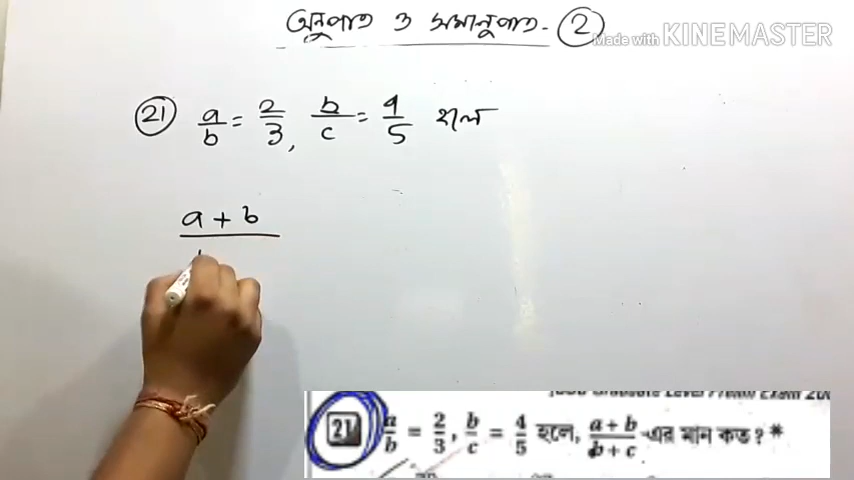 অনুপাত ও সমানুপাত - 2
Made with KINEMASTER
21 a/b = 2/3, b/c = 4/5 হলে
a + b
21 a/b = 2/3, b/c = 4/5 হলে, a + b/b + c -এর মান কত? *